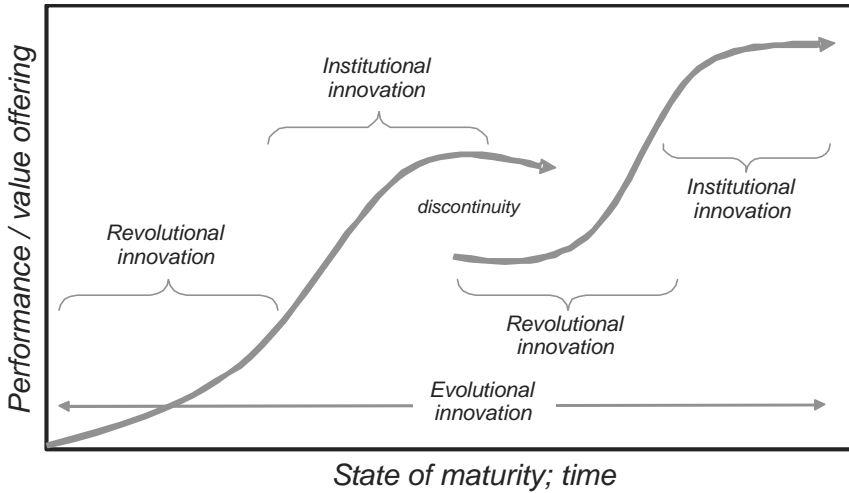 Performance / value offering
Institutional
innovation
Revolutional
innovation
discontinuity
Institutional
innovation
Revolutional
innovation
Evolutional
innovation
State of maturity; time